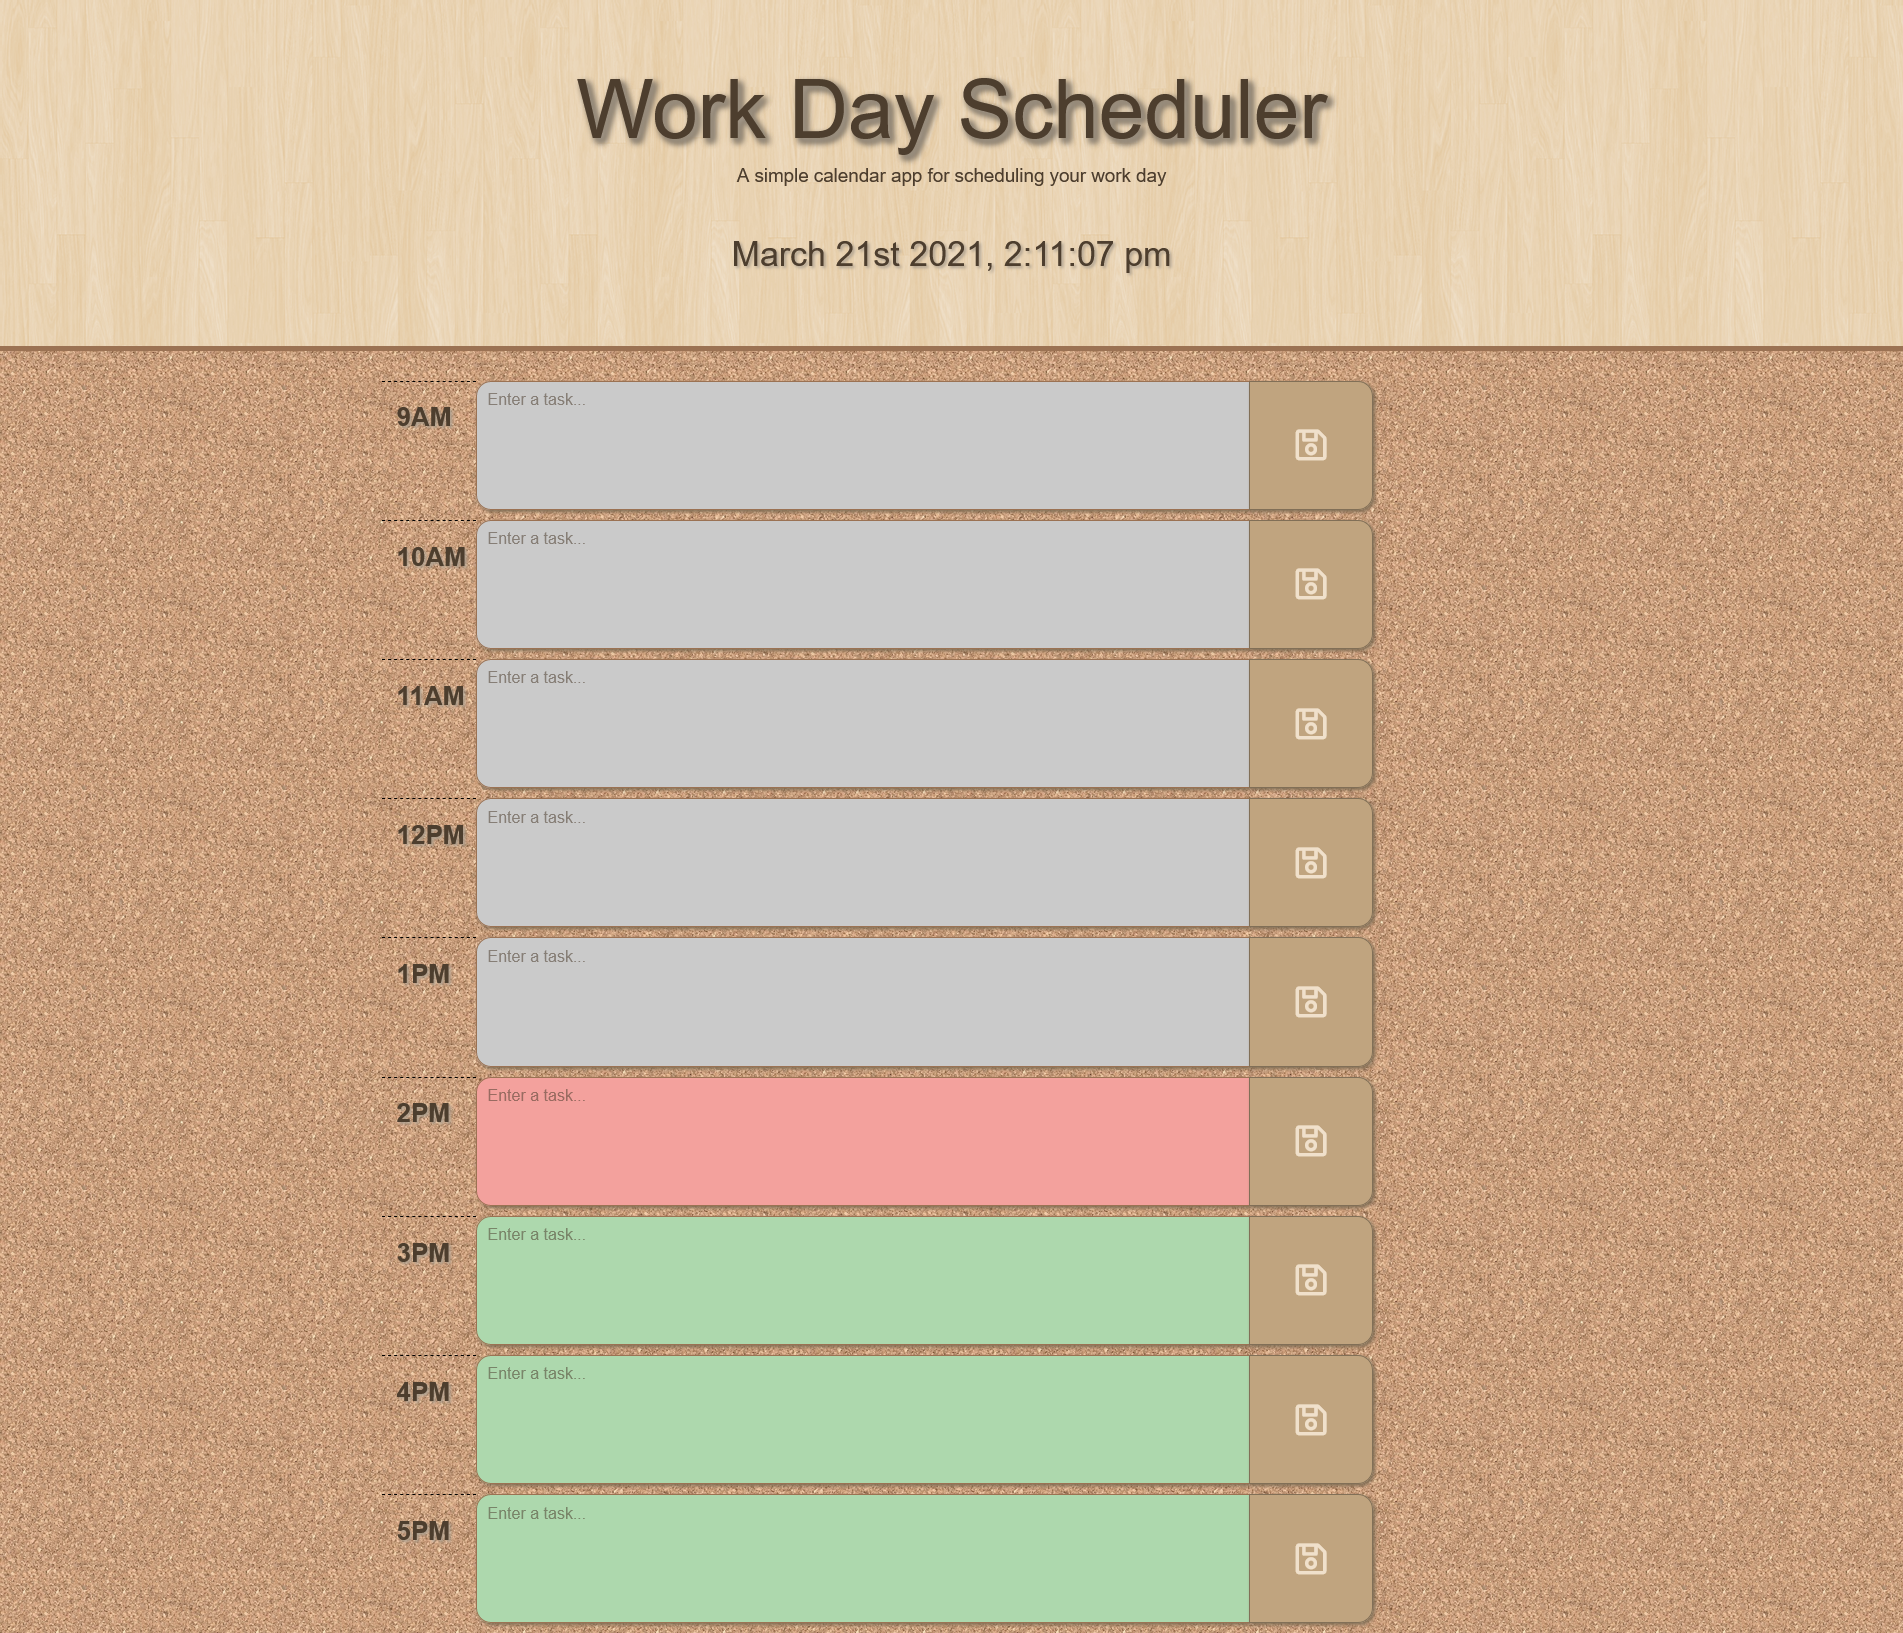 Work Day Scheduler
A simple calendar app for scheduling your work day
March 21st 2021, 2:11:07 pm
9AM
Enter a task...
10AM
Enter a task...
11AM
Enter a task...
12PM
Enter a task...
1PM
Enter a task...
2PM
Enter a task...
3PM
Enter a task...
4PM
Enter a task...
5PM
Enter a task...